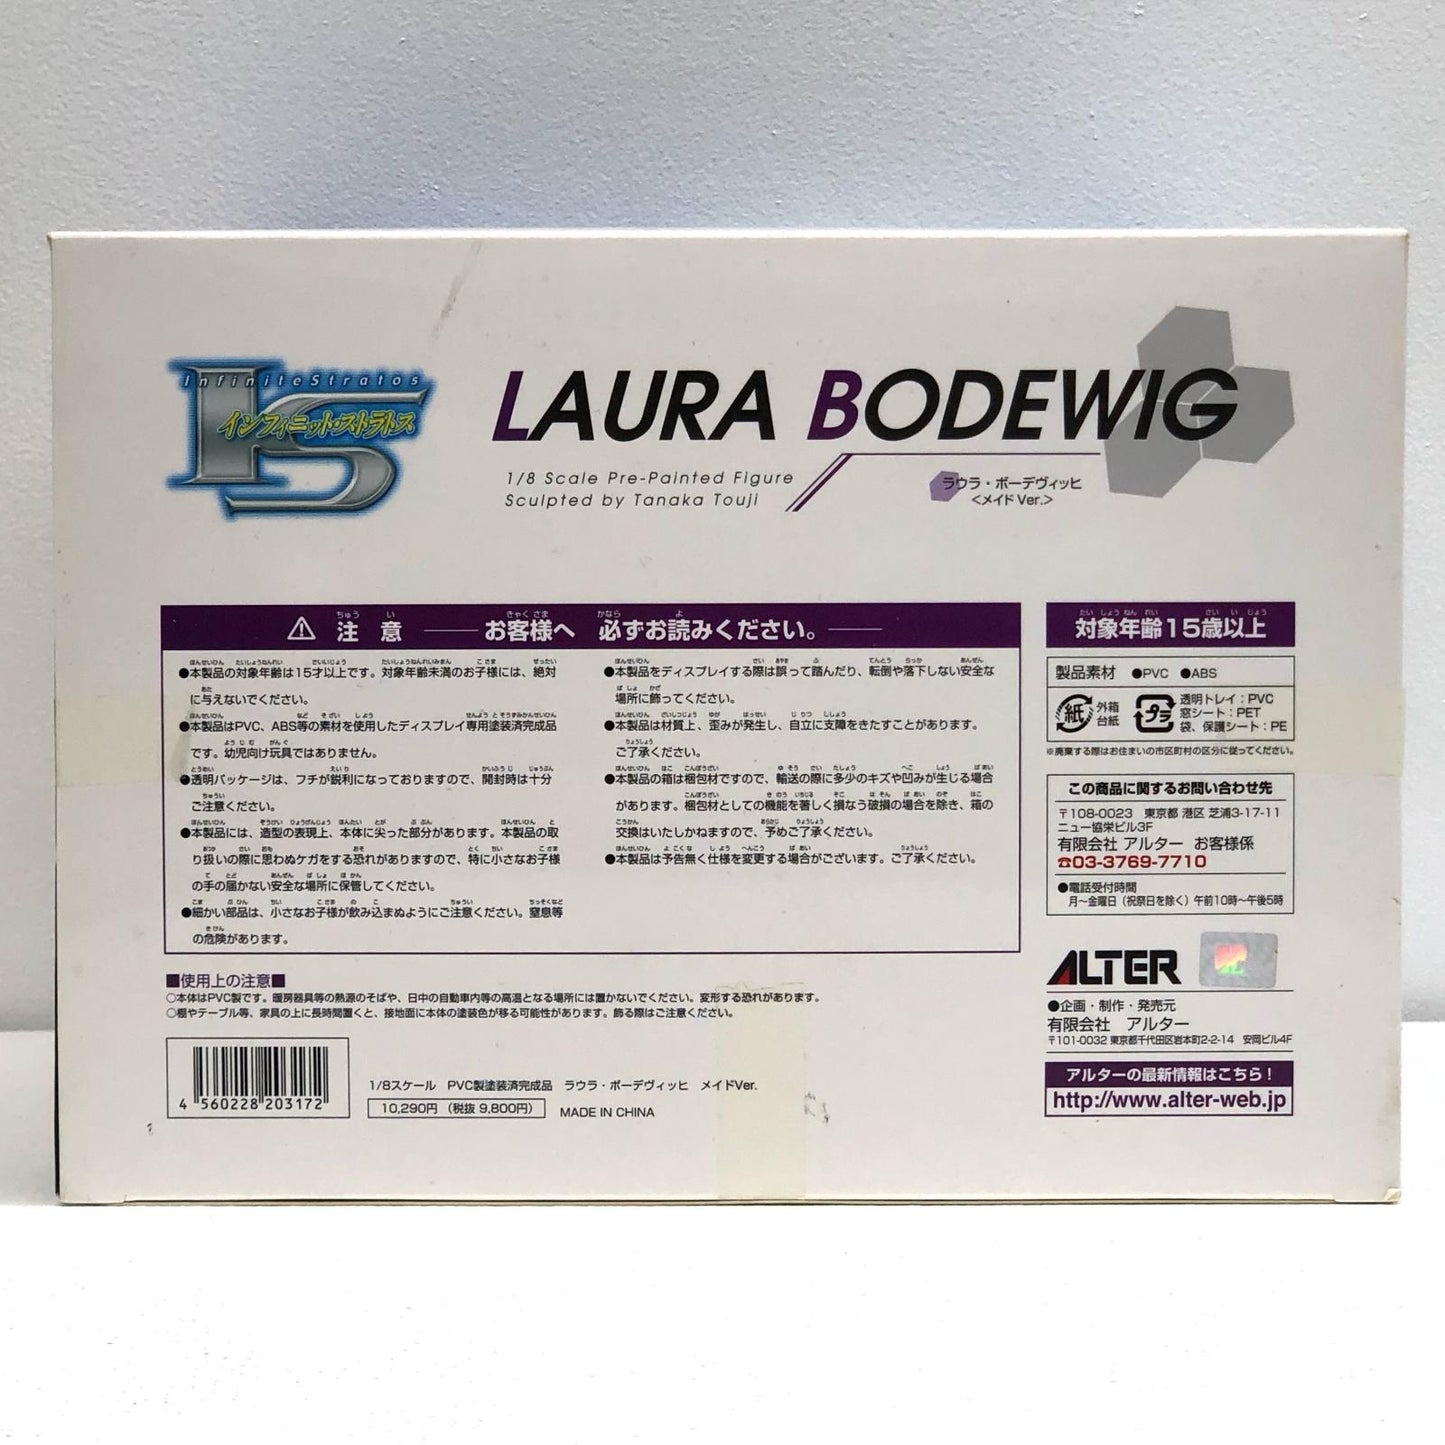 InfiniteStratos
IS
インフィニット・ストラトス
LAURA BODEWIG
1/8 Scale Pre-Painted Figure
Sculpted by Tanaka Touji
ラウラ・ボーデヴィッヒ
<メイドVer.>
⚠ 注意 ── お客様へ 必ずお読みください。──
●本製品の対象年齢は15才以上です。対象年齢未満のお子様には、絶対
に与えないでください。
●本製品はPVC、ABS等の素材を使用したディスプレイ専用塗装済完成品
です。幼児向け玩具ではありません。
●透明パッケージは、フチが鋭利になっておりますので、開封時は十分
ご注意ください。
●本製品には、造型の表現上、本体に尖った部分があります。本製品の取
り扱いの際に思わぬケガをする恐れがありますので、特に小さなお子様
の手の届かない安全な場所に保管してください。
●細かい部品は、小さなお子様が飲み込まぬようにご注意ください。窒息等
の危険があります。
●本製品をディスプレイする際は誤って踏んだり、転倒や落下しない安全な
場所に飾ってください。
●本製品は材質上、歪みが発生し、自立に支障をきたすことがあります。
ご了承ください。
●本製品の箱は梱包材ですので、輸送の際に多少のキズや凹みが生じる場合
があります。梱包材としての機能を著しく損なう破損の場合を除き、箱の
交換はいたしかねますので、予めご了承ください。
●本製品は予告無く仕様を変更する場合がございます。ご了承ください。
■使用上の注意■
○本体はPVC製です。暖房器具等の熱源のそばや、日中の自動車内等の高温となる場所には置かないでください。変形する恐れがあります。
○棚やテーブル等、家具の上に長時間置くと、接地面に本体の塗装色が移る可能性があります。飾る際はご注意ください。
4 560228 203172
1/8スケール PVC製塗装済完成品 ラウラ・ボーデヴィッヒ メイドVer.
10,290円（税抜 9,800円） MADE IN CHINA
対象年齢15歳以上
製品素材 ●PVC ●ABS
紙 外箱
台紙
プラ 透明トレイ：PVC
窓シート：PET
袋、保護シート：PE
※廃棄する際はお住まいの市区町村の区分に従ってください。
この商品に関するお問い合わせ先
〒108-0023 東京都 港区 芝浦3-17-11
ニュー協栄ビル3F
有限会社 アルター お客様係
☎03-3769-7710
●電話受付時間
月〜金曜日（祝祭日を除く）午前10時〜午後5時
ALTER
●企画・制作・発売元
有限会社 アルター
〒101-0032 東京都千代田区岩本町2-2-14 安岡ビル4F
アルターの最新情報はこちら！
http://www.alter-web.jp